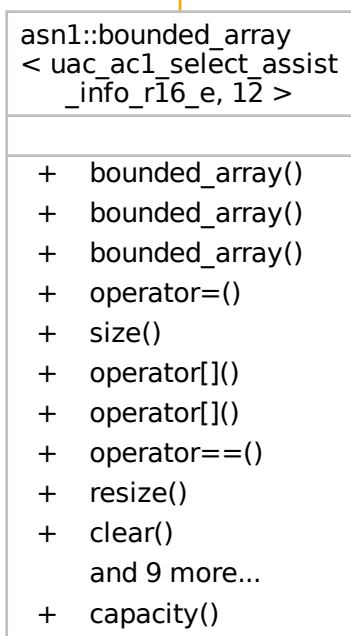 asn1::bounded_array
< uac_ac1_select_assist
_info_r16_e, 12 >
+ bounded_array()
+ bounded_array()
+ bounded_array()
+ operator=()
+ size()
+ operator[]()
+ operator[]()
+ operator==()
+ resize()
+ clear()
and 9 more...
+ capacity()